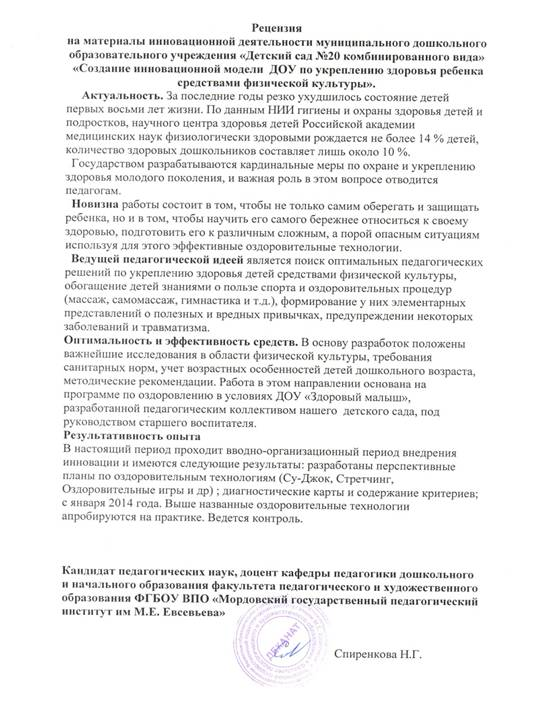 Рецензия
на материалы инновационной деятельности муниципального дошкольного
образовательного учреждения «Детский сад №20 комбинированного вида»
«Создание инновационной модели ДОУ по укреплению здоровья ребенка
средствами физической культуры».
Актуальность. За последние годы резко ухудшилось состояние детей
первых восьми лет жизни. По данным НИИ гигиены и охраны здоровья детей и
подростков, научного центра здоровья детей Российской академии
медицинских наук физиологически здоровыми рождается не более 14 % детей,
количество здоровых дошкольников составляет лишь около 10 %.
Государством разрабатываются кардинальные меры по охране и укреплению
здоровья молодого поколения, и важная роль в этом вопросе отводится
педагогам.
Новизна работы состоит в том, чтобы не только самим оберегать и защищать
ребенка, но и в том, чтобы научить его самого бережнее относиться к своему
здоровью, подготовить его к различным сложным, а порой опасным ситуациям
используя для этого эффективные оздоровительные технологии.
Ведущей педагогической идеей является поиск оптимальных педагогических
решений по укреплению здоровья детей средствами физической культуры,
обогащение детей знаниями о пользе спорта и оздоровительных процедур
(массаж, самомассаж, гимнастика и т.д.), формирование у них элементарных
представлений о полезных и вредных привычках, предупреждении некоторых
заболеваний и травматизма.
Оптимальность и эффективность средств. В основу разработок положены
важнейшие исследования в области физической культуры, требования
санитарных норм, учет возрастных особенностей детей дошкольного возраста,
методические рекомендации. Работа в этом направлении основана на
программе по оздоровлению в условиях ДОУ «Здоровый малыш»,
разработанной педагогическим коллективом нашего детского сада, под
руководством старшего воспитателя.
Результативность опыта
В настоящий период проходит вводно-организационный период внедрения
инновации и имеются следующие результаты: разработаны перспективные
планы по оздоровительным технологиям (Су-Джок, Стретчинг,
Оздоровительные игры и др) ; диагностические карты и содержание критериев;
с января 2014 года. Выше названные оздоровительные технологии
апробируются на практике. Ведется контроль.
Кандидат педагогических наук, доцент кафедры педагогики дошкольного
и начального образования факультета педагогического и художественного
образования ФГБОУ ВПО «Мордовский государственный педагогический
институт им М.Е. Евсевьева»
ДЕКАНАТ
Спиренкова Н.Г.